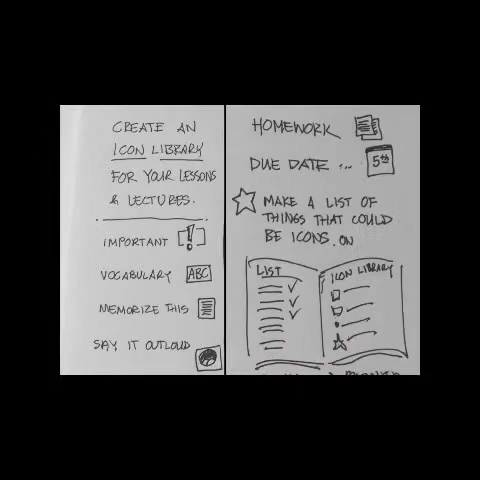 CREATE AN
ICON LIBRARY
FOR YOUR LESSONS
& LECTURES.
IMPORTANT [!]
VOCABULARY ABC
MEMORIZE THIS
SAY IT OUTLOUD
HOMEWORK
DUE DATE ... 5th
MAKE A LIST OF
THINGS THAT COULD
BE ICONS. ON
LIST
ICON LIBRARY